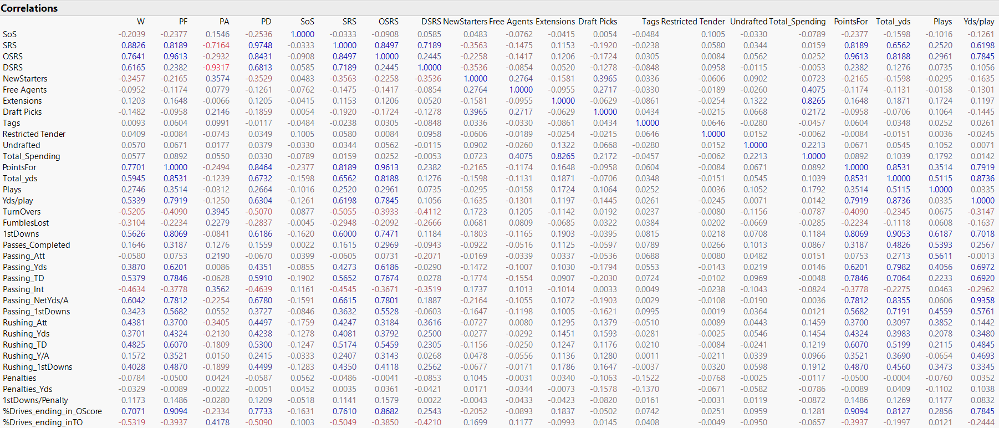 Correlations
W PF PA PD SoS SRS OSRS DSRS NewStarters Free Agents Extensions Draft Picks Tags Restricted Tender Undrafted Total_Spending PointsFor Total_yds Plays Yds/play
SoS -0.2039 -0.2377 0.1546 -0.2536 1.0000 -0.0333 -0.0908 0.0585 0.0483 -0.0762 -0.0415 0.0054 -0.0484 0.1005 -0.0330 -0.0789 -0.2377 -0.1598 -0.1016 -0.1261
SRS 0.8826 0.8189 -0.7164 0.9748 -0.0333 1.0000 0.8497 0.7189 -0.3563 -0.1475 0.1153 -0.1920 -0.0238 0.0580 0.0344 0.0159 0.8189 0.6562 0.2520 0.6198
OSRS 0.7641 0.9613 -0.2932 0.8431 -0.0908 0.8497 1.0000 0.2445 -0.2258 -0.1417 0.1206 -0.1724 0.0305 0.0084 0.0562 0.0252 0.9613 0.8188 0.2961 0.7845
DSRS 0.6165 0.2382 -0.9317 0.6813 0.0585 0.7189 0.2445 1.0000 -0.3536 -0.0854 0.0520 -0.1278 -0.0848 0.0958 -0.0115 -0.0053 0.2382 0.1276 0.0735 0.1056
NewStarters -0.3457 -0.2165 0.3574 -0.3529 0.0483 -0.3563 -0.2258 -0.3536 1.0000 0.2764 -0.1581 0.3965 0.0336 -0.0606 0.0902 0.0723 -0.2165 -0.1598 -0.0295 -0.1635
Free Agents -0.0952 -0.1174 0.0779 -0.1261 -0.0762 -0.1475 -0.1417 -0.0854 0.2764 1.0000 -0.0955 0.2717 -0.0330 -0.0189 -0.0260 0.4075 -0.1174 -0.1131 -0.0158 -0.1301
Extensions 0.1203 0.1648 -0.0066 0.1205 -0.0415 0.1153 0.1206 0.0520 -0.1581 -0.0955 1.0000 -0.0629 -0.0861 -0.0254 0.1322 0.8265 0.1648 0.1871 0.1724 0.1197
Draft Picks -0.1482 -0.0958 0.2146 -0.1859 0.0054 -0.1920 -0.1724 -0.1278 0.3965 0.2717 -0.0629 1.0000 0.0434 -0.0215 0.0668 0.2172 -0.0958 -0.0706 0.1064 -0.1445
Tags 0.0093 0.0604 0.0991 -0.0117 -0.0484 -0.0238 0.0305 -0.0848 0.0336 -0.0330 -0.0861 0.0434 1.0000 0.0646 -0.0280 -0.0457 0.0604 0.0348 0.0252 0.0261
Restricted Tender 0.0409 -0.0084 -0.0743 0.0349 0.1005 0.0580 0.0084 0.0958 -0.0606 -0.0189 -0.0254 -0.0215 0.0646 1.0000 0.0152 -0.0062 -0.0084 -0.0151 0.0036 -0.0245
Undrafted 0.0570 0.0671 0.0177 0.0379 -0.0330 0.0344 0.0562 -0.0115 0.0902 -0.0260 0.1322 0.0668 -0.0280 0.0152 1.0000 0.2213 0.0671 0.0545 0.1052 0.0071
Total_Spending 0.0577 0.0892 0.0550 0.0330 -0.0789 0.0159 0.0252 -0.0053 0.0723 0.4075 0.8265 0.2172 -0.0457 -0.0062 0.2213 1.0000 0.0892 0.1039 0.1792 0.0142
PointsFor 0.7701 1.0000 -0.2494 0.8464 -0.2377 0.8189 0.9613 0.2382 -0.2165 -0.1174 0.1648 -0.0958 0.0604 -0.0084 0.0671 0.0892 1.0000 0.8531 0.3514 0.7919
Total_yds 0.5945 0.8531 -0.1239 0.6732 -0.1598 0.6562 0.8188 0.1276 -0.1598 -0.1131 0.1871 -0.0706 0.0348 -0.0151 0.0545 0.1039 0.8531 1.0000 0.5115 0.8736
Plays 0.2746 0.3514 -0.0312 0.2664 -0.1016 0.2520 0.2961 0.0735 -0.0295 -0.0158 0.1724 0.1064 0.0252 0.0036 0.1052 0.1792 0.3514 0.5115 1.0000 0.0335
Yds/play 0.5339 0.7919 -0.1250 0.6304 -0.1261 0.6198 0.7845 0.1056 -0.1635 -0.1301 0.1197 -0.1445 0.0261 -0.0245 0.0071 0.0142 0.7919 0.8736 0.0335 1.0000
TurnOvers -0.5205 -0.4090 0.3945 -0.5070 0.0877 -0.5055 -0.3933 -0.4112 0.1723 0.1205 -0.1142 0.0192 0.0237 -0.0080 -0.1156 -0.0787 -0.4090 -0.2345 0.0675 -0.3147
FumblesLost -0.3104 -0.2234 0.2279 -0.2837 -0.0045 -0.2948 -0.2092 -0.2666 0.0681 0.0809 -0.0685 0.0322 0.0384 0.0202 -0.0669 -0.0285 -0.2234 -0.1118 0.0608 -0.1637
1stDowns 0.5626 0.8069 -0.0841 0.6186 -0.1620 0.6000 0.7471 0.1184 -0.1803 -0.1165 0.1903 -0.0395 0.0815 0.0218 0.0708 0.1184 0.8069 0.9053 0.6187 0.7018
Passes_Completed 0.1646 0.3187 0.1276 0.1559 0.0022 0.1615 0.2969 -0.0943 -0.0922 -0.0516 0.1125 -0.0597 0.0789 0.0266 0.1013 0.0867 0.3187 0.4826 0.5393 0.2567
Passing_Att -0.0580 0.0753 0.2190 -0.0670 0.0399 -0.0605 0.0731 -0.2071 -0.0169 -0.0339 0.0337 -0.0536 0.0688 0.0080 0.0482 0.0151 0.0753 0.2713 0.5611 -0.0013
Passing_Yds 0.3870 0.6201 0.0086 0.4351 -0.0855 0.4273 0.6186 -0.0290 -0.1472 -0.1007 0.1030 -0.1794 0.0553 -0.0143 0.0219 0.0146 0.6201 0.7982 0.4056 0.6972
Passing_TD 0.5379 0.7846 -0.0628 0.5910 -0.1902 0.5652 0.7674 0.0278 -0.1774 -0.1554 0.0907 -0.2030 0.0724 -0.0102 0.0969 -0.0048 0.7846 0.7064 0.2233 0.6920
Passing_Int -0.4634 -0.3778 0.3562 -0.4639 0.1161 -0.4545 -0.3671 -0.3519 0.1737 0.1013 -0.1014 0.0033 0.0049 -0.0238 -0.1043 -0.0824 -0.3778 -0.2275 0.0463 -0.2962
Passing_NetYds/A 0.6042 0.7812 -0.2254 0.6780 -0.1591 0.6615 0.7801 0.1887 -0.2164 -0.1055 0.1072 -0.1903 0.0029 -0.0108 -0.0190 0.0036 0.7812 0.8355 0.0606 0.9358
Passing_1stDowns 0.3423 0.5682 0.0552 0.3727 -0.0846 0.3632 0.5528 -0.0603 -0.1647 -0.1198 0.1005 -0.1621 0.0995 0.0019 0.0364 0.0121 0.5682 0.7191 0.4559 0.5761
Rushing_Att 0.4381 0.3700 -0.3405 0.4497 -0.1759 0.4247 0.3184 0.3616 -0.0727 0.0080 0.1295 0.1379 -0.0510 0.0089 0.0443 0.1459 0.3700 0.3097 0.3852 0.1442
Rushing_Yds 0.3701 0.4324 -0.2130 0.4238 -0.1278 0.4081 0.3792 0.2500 -0.0277 -0.0292 0.1451 0.1593 -0.0281 -0.0025 0.0546 0.1454 0.4324 0.3983 0.2078 0.3480
Rushing_TD 0.4825 0.6070 -0.1809 0.5300 -0.1247 0.5174 0.5459 0.2305 -0.1156 -0.0250 0.1247 0.1176 0.0210 -0.0084 -0.0241 0.1219 0.6070 0.5199 0.2115 0.4845
Rushing_Y/A 0.1572 0.3521 0.0150 0.2415 -0.0333 0.2407 0.3143 0.0268 0.0478 -0.0556 0.1136 0.1280 0.0011 -0.0211 0.0339 0.0966 0.3521 0.3690 -0.0654 0.4693
Rushing_1stDowns 0.4028 0.4870 -0.1899 0.4499 -0.1283 0.4350 0.4118 0.2562 -0.0677 -0.0171 0.1786 0.1647 -0.0037 0.0320 0.0598 0.1912 0.4870 0.4560 0.3473 0.3345
Penalties -0.0784 -0.0500 0.0424 -0.0587 0.0562 -0.0486 -0.0041 -0.0853 0.1045 -0.0031 0.0340 -0.1063 -0.1522 -0.0768 -0.0025 -0.0117 -0.0500 -0.0004 -0.0760 0.0352
Penalties_Yds -0.0329 -0.0089 -0.0022 -0.0051 0.0452 0.0035 0.0361 -0.0421 0.0171 -0.0344 -0.0073 -0.1578 -0.1370 -0.0671 -0.0582 -0.0786 -0.0089 0.0409 -0.1102 0.1038
1stDowns/Penalty 0.1173 0.1486 -0.0280 0.1209 -0.0518 0.1141 0.1579 0.0022 -0.0043 -0.0433 -0.0423 -0.0820 0.0161 -0.0031 0.0119 -0.0872 0.1486 0.1269 0.1177 0.0832
%Drives_ending_in_OScore 0.7071 0.9094 -0.2334 0.7733 -0.1631 0.7610 0.8682 0.2543 -0.2052 -0.0893 0.1837 -0.0502 0.0742 0.0251 0.0959 0.1281 0.9094 0.8127 0.2856 0.7845
%Drives_ending_inTO -0.5319 -0.3937 0.4178 -0.5090 0.1003 -0.5049 -0.3850 -0.4210 0.1699 0.1177 -0.0993 0.0115 0.0408 -0.0049 -0.0950 -0.0657 -0.3937 -0.1997 0.0121 -0.2444